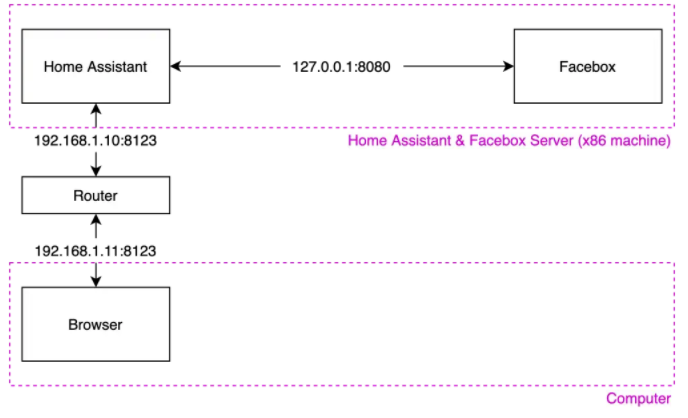 Home Assistant
127.0.0.1:8080
Facebox
192.168.1.10:8123
Home Assistant & Facebox Server (x86 machine)
Router
192.168.1.11:8123
Browser
Computer